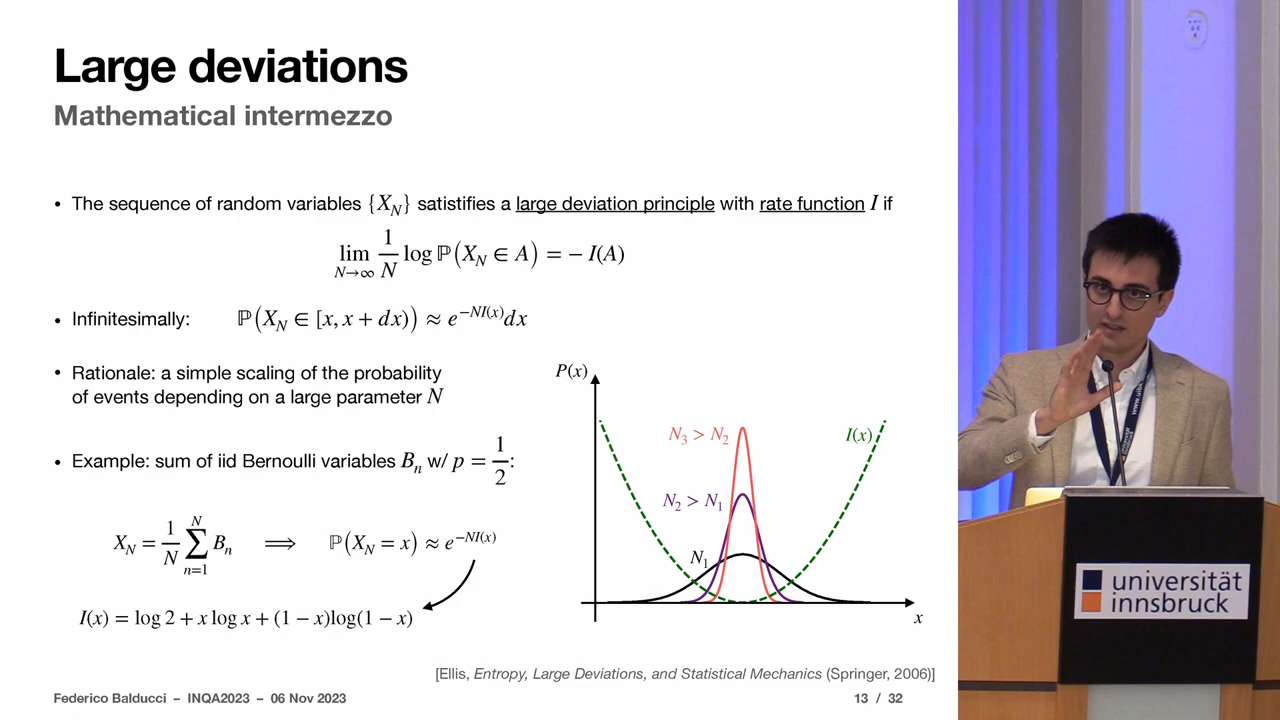 Large deviations
Mathematical intermezzo
• The sequence of random variables {X_N} satistifies a large deviation principle with rate function I if
lim_{N→∞} 1/N log ℙ(X_N ∈ A) = − I(A)
• Infinitesimally: ℙ(X_N ∈ [x, x + dx)) ≈ e^{−NI(x)}dx
• Rationale: a simple scaling of the probability
of events depending on a large parameter N
• Example: sum of iid Bernoulli variables B_n w/ p = 1/2:
X_N = 1/N ∑_{n=1}^{N} B_n ⟹ ℙ(X_N = x) ≈ e^{−NI(x)}
I(x) = log 2 + x log x + (1 − x)log(1 − x)
P(x)
N_3 > N_2
I(x)
N_2 > N_1
N_1
x
[Ellis, Entropy, Large Deviations, and Statistical Mechanics (Springer, 2006)]
Federico Balducci – INQA2023 – 06 Nov 2023
13 / 32
universität
innsbruck